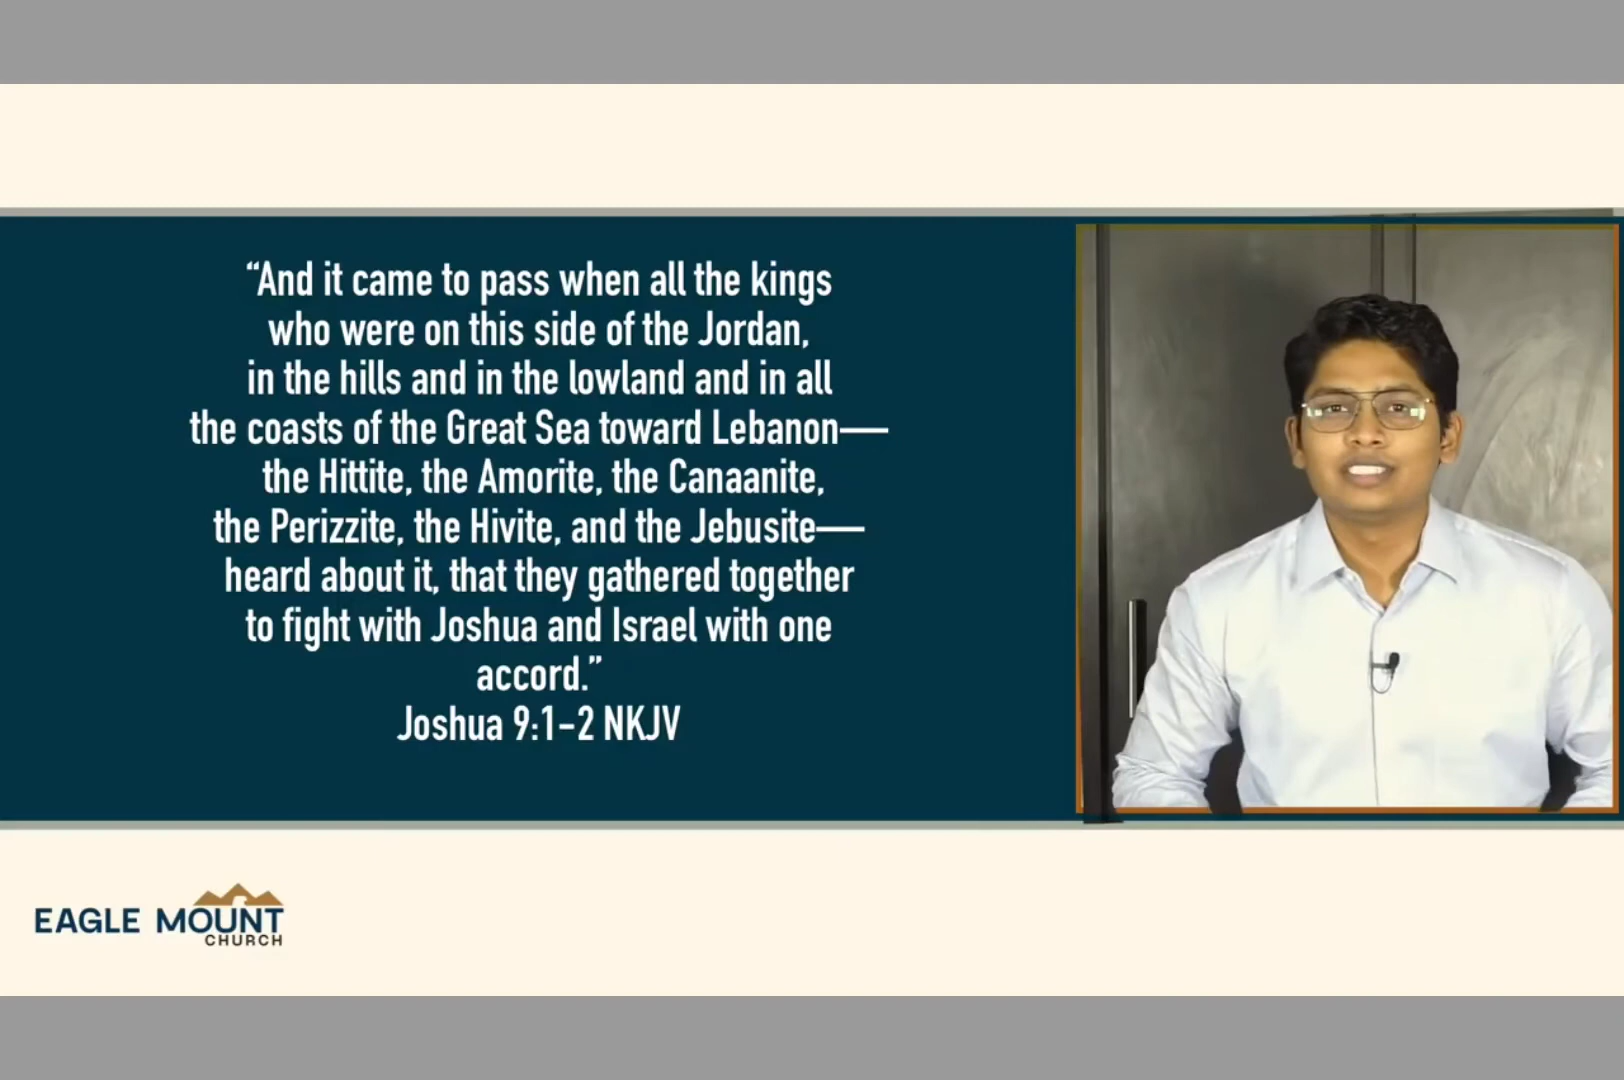 “And it came to pass when all the kings
who were on this side of the Jordan,
in the hills and in the lowland and in all
the coasts of the Great Sea toward Lebanon—
the Hittite, the Amorite, the Canaanite,
the Perizzite, the Hivite, and the Jebusite—
heard about it, that they gathered together
to fight with Joshua and Israel with one
accord.”
Joshua 9:1-2 NKJV
EAGLE MOUNT
CHURCH